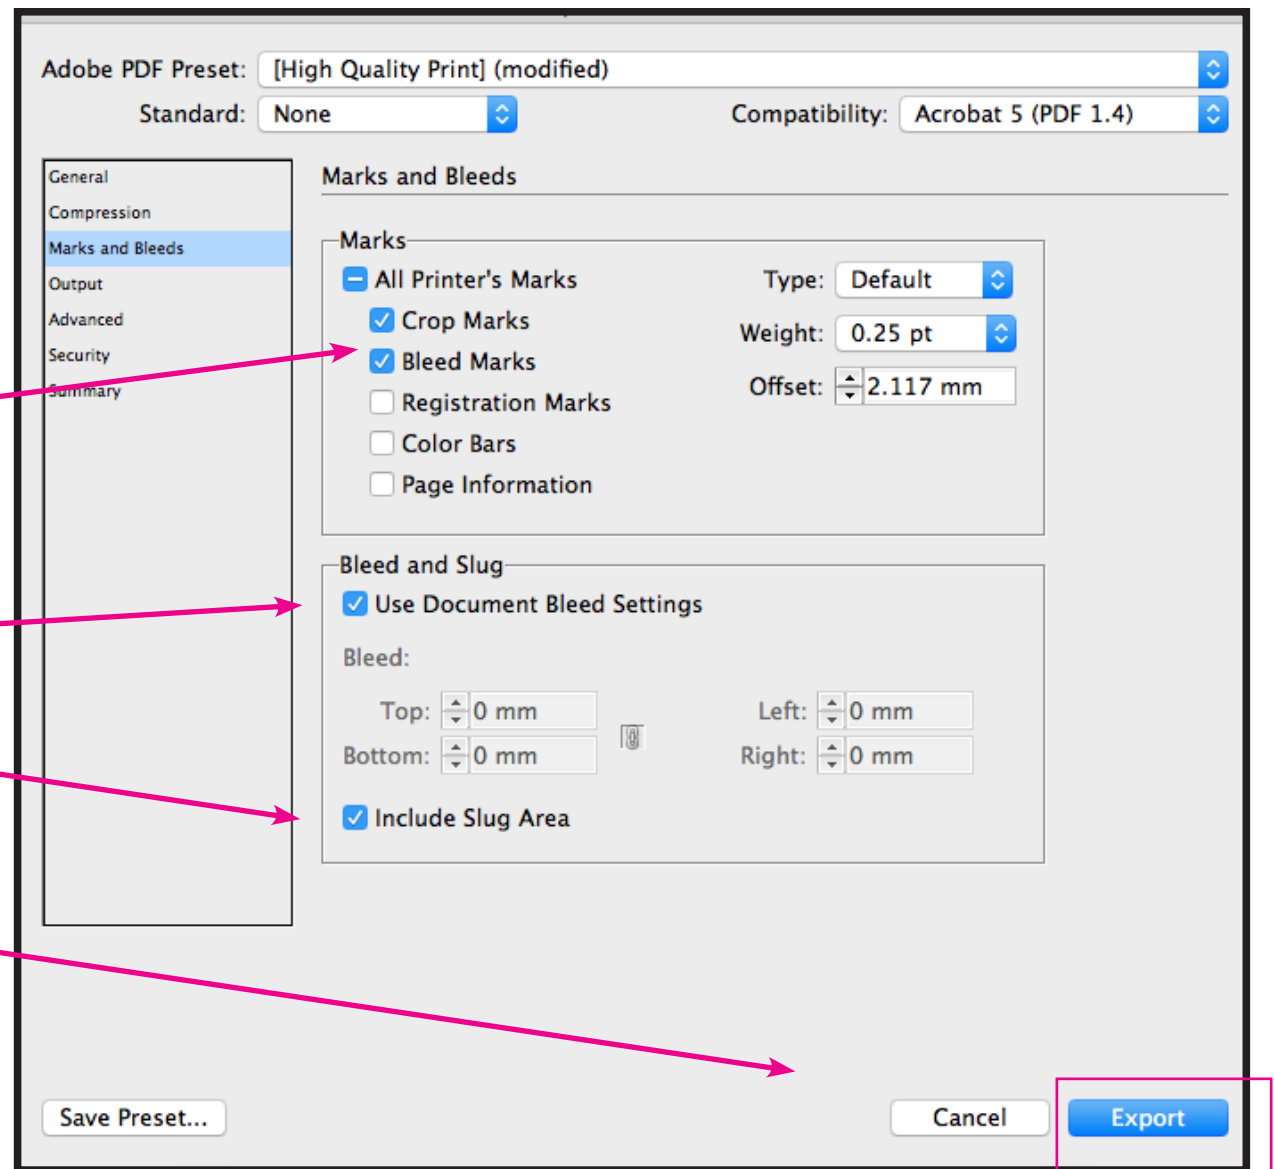 Adobe PDF Preset: [High Quality Print] (modified)
Standard: None Compatibility: Acrobat 5 (PDF 1.4)
General
Compression
Marks and Bleeds
Output
Advanced
Security
Summary
Marks and Bleeds
Marks
All Printer's Marks
Crop Marks
Bleed Marks
Registration Marks
Color Bars
Page Information
Type: Default
Weight: 0.25 pt
Offset: 2.117 mm
Bleed and Slug
Use Document Bleed Settings
Bleed:
Top: 0 mm Left: 0 mm
Bottom: 0 mm Right: 0 mm
Include Slug Area
Save Preset... Cancel Export